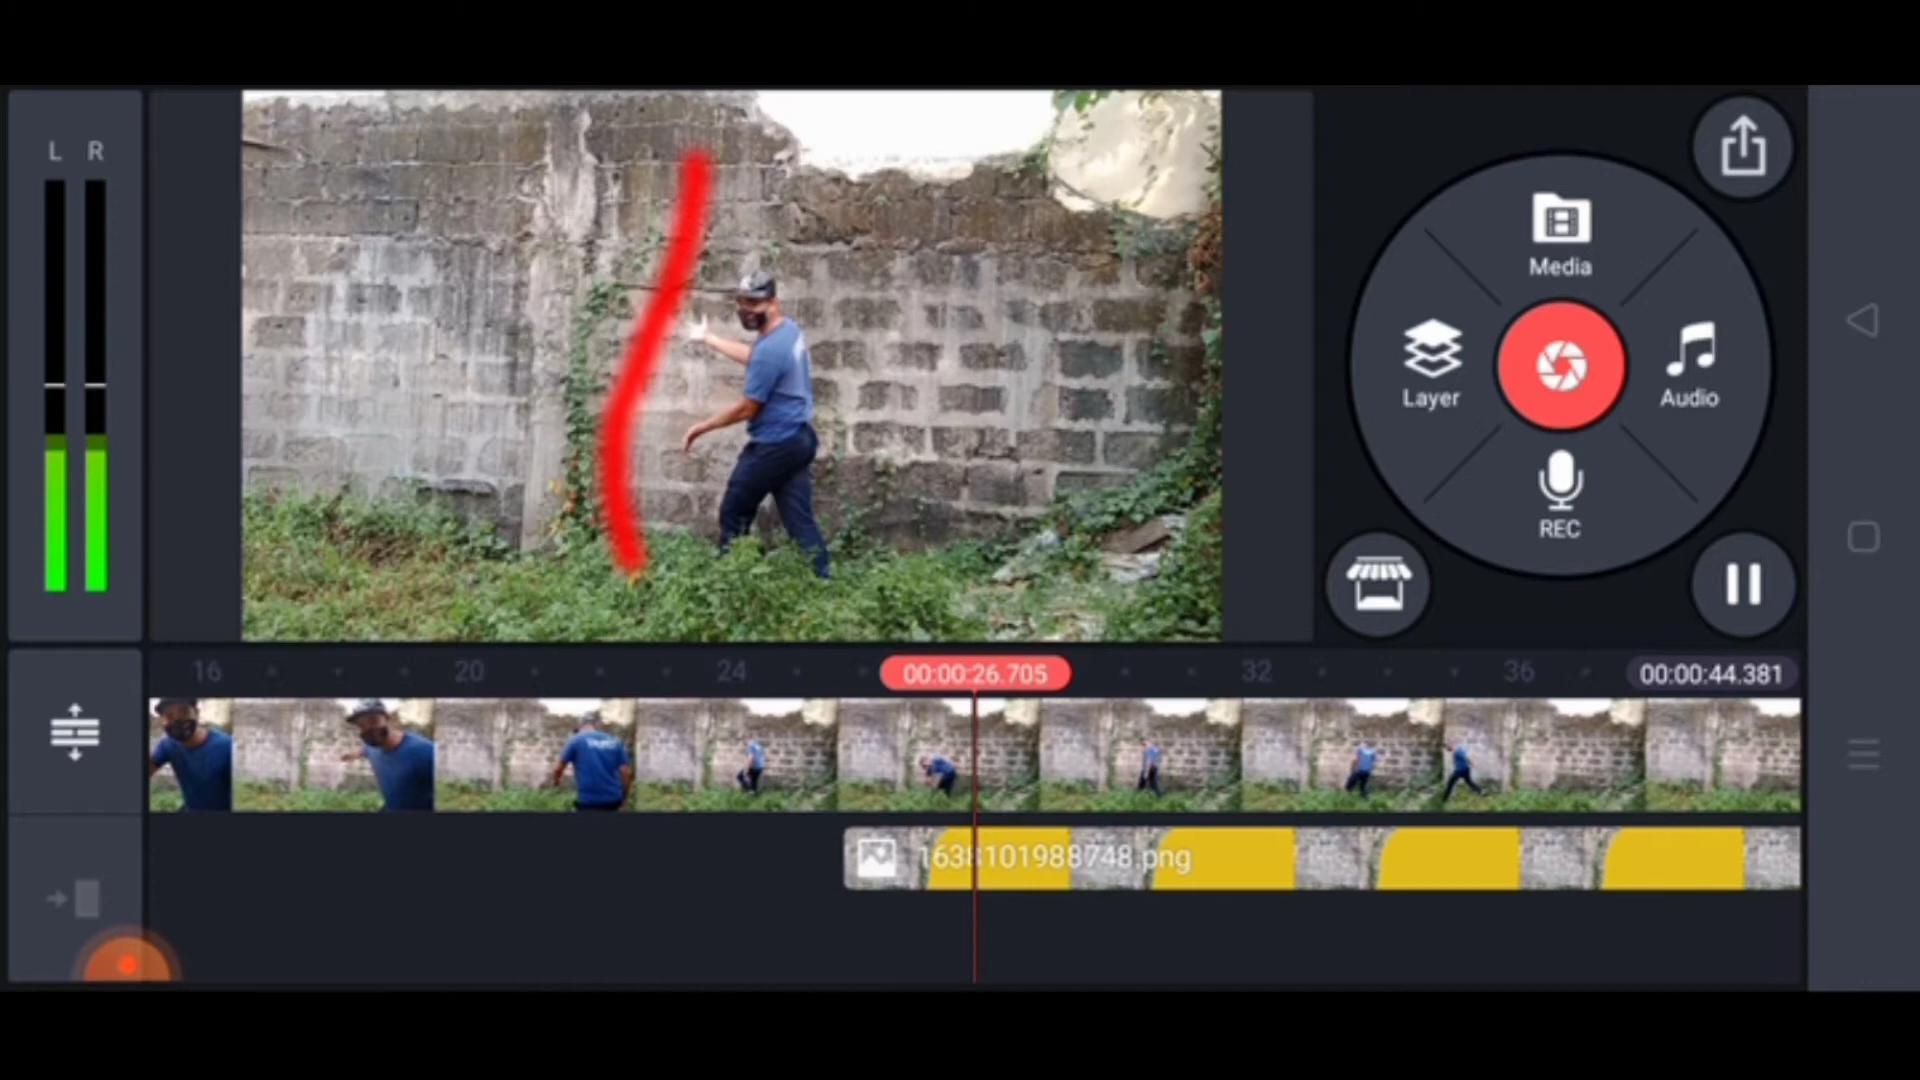 L R
Media
Layer
Audio
REC
16
20
24
00:00:26.705
32
36
00:00:44.381
1638101988748.png